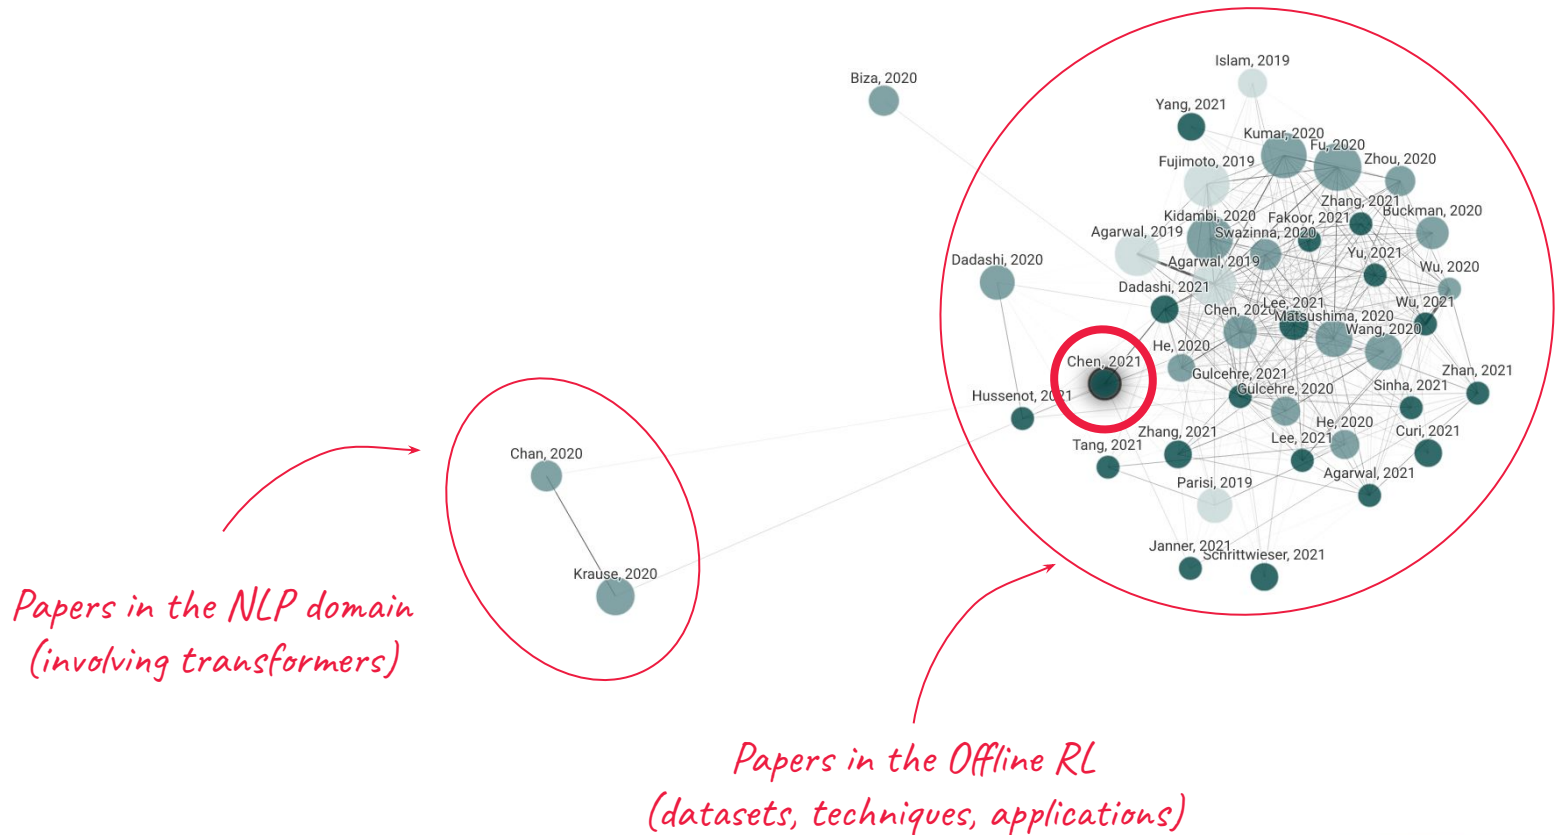 Islam, 2019
Biza, 2020
Yang, 2021
Kumar, 2020
Fu, 2020
Zhou, 2020
Fujimoto, 2019
Zhang, 2021
Buckman, 2020
Kidambi, 2020
Fakoor, 2021
Agarwal, 2019
Swazinna, 2020
Yu, 2021
Dadashi, 2020
Agarwal, 2019
Wu, 2020
Dadashi, 2021
Chen, 2020
Lee, 2021
Wu, 2021
Matsushima, 2020
Wang, 2020
He, 2020
Chen, 2021
Zhan, 2021
Gulcehre, 2021
Gulcehre, 2020
Sinha, 2021
Hussenot, 2021
He, 2020
Curi, 2021
Zhang, 2021
Lee, 2021
Tang, 2021
Chan, 2020
Agarwal, 2021
Parisi, 2019
Janner, 2021
Schrittwieser, 2021
Krause, 2020
Papers in the NLP domain
(involving transformers)
Papers in the Offline RL
(datasets, techniques, applications)